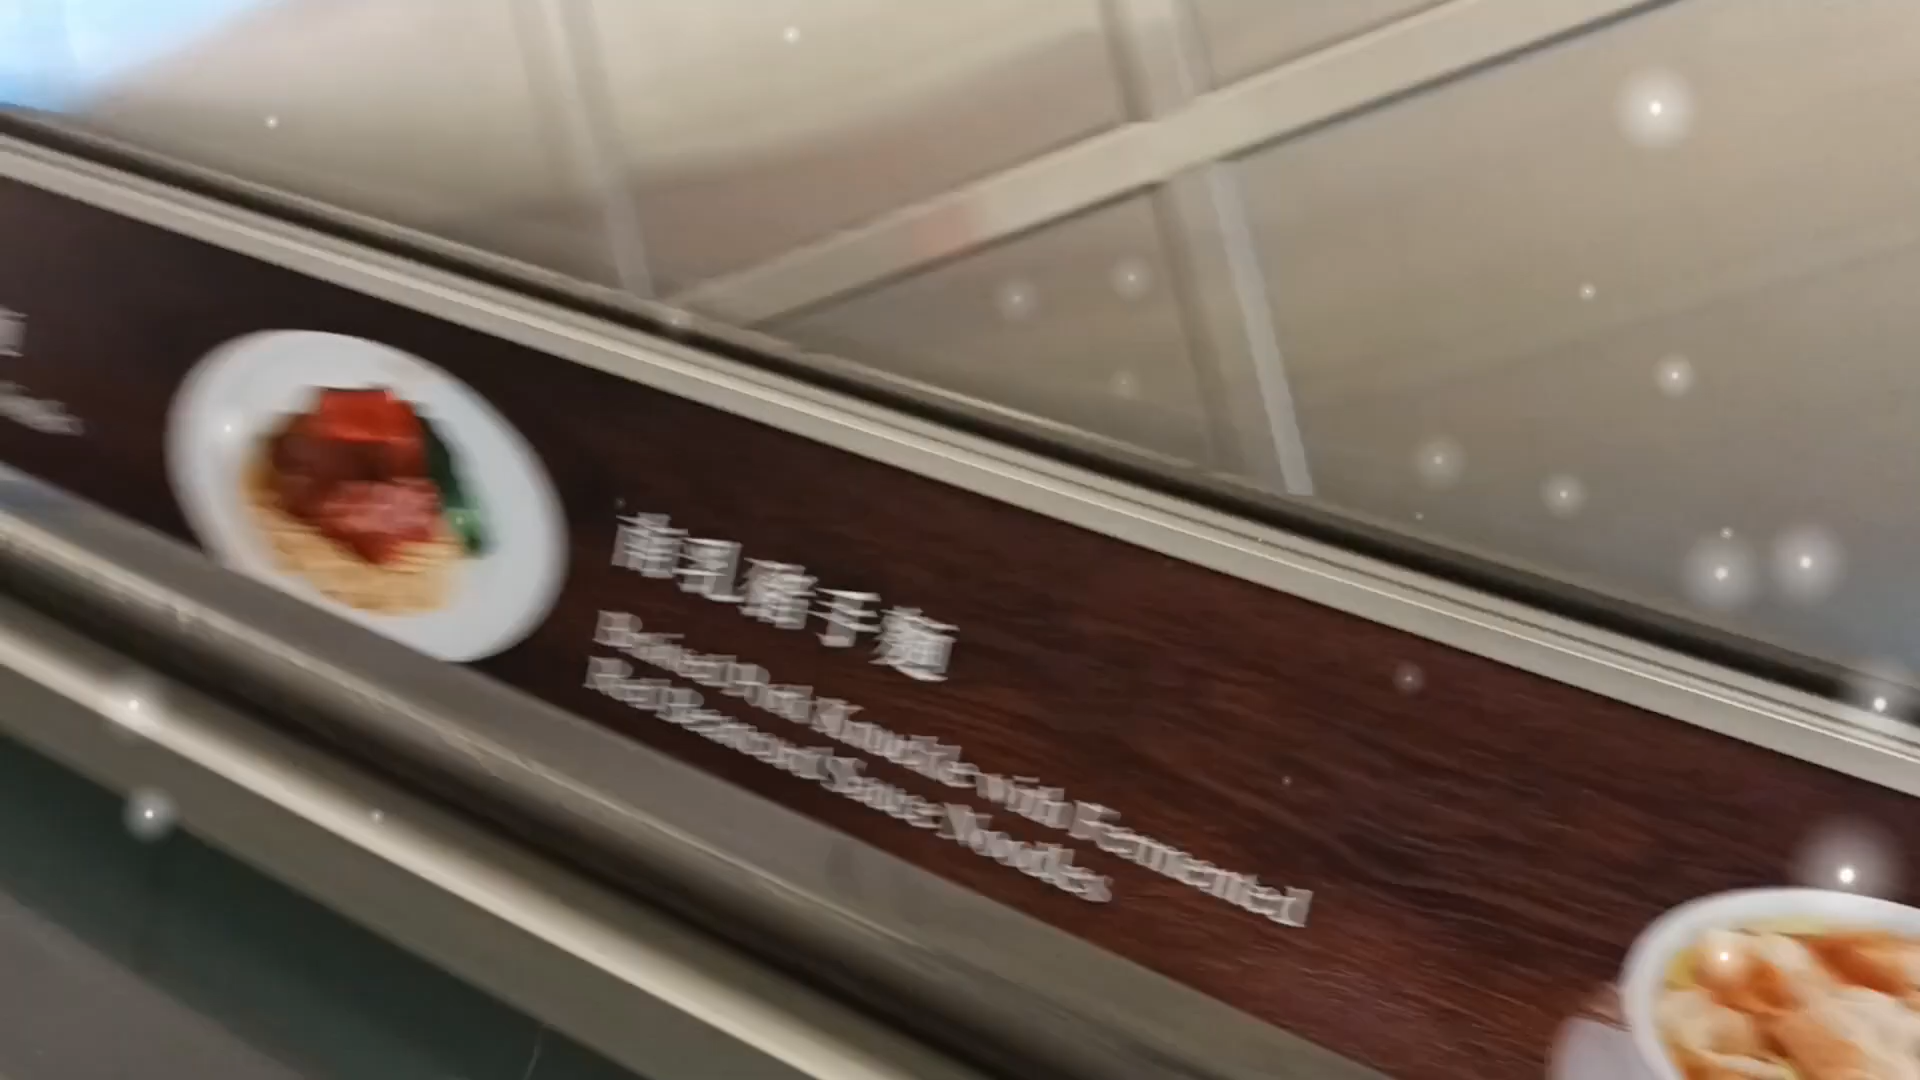 南乳豬手麵
Braised Pork Knuckle with Fermented
Red Beancurd Sauce Noodles